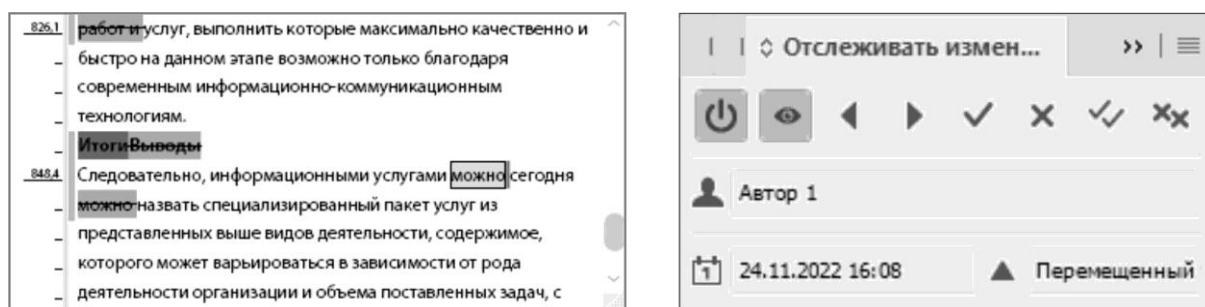 826,1 работ и услуг, выполнить которые максимально качественно и
быстро на данном этапе возможно только благодаря
современным информационно-коммуникационным
технологиям.
ИтогиВыводы
848,4 Следовательно, информационными услугами можно сегодня
можно назвать специализированный пакет услуг из
представленных выше видов деятельности, содержимое,
которого может варьироваться в зависимости от рода
деятельности организации и объема поставленных задач, с
Отслеживать измен...
Автор 1
24.11.2022 16:08 Перемещенный